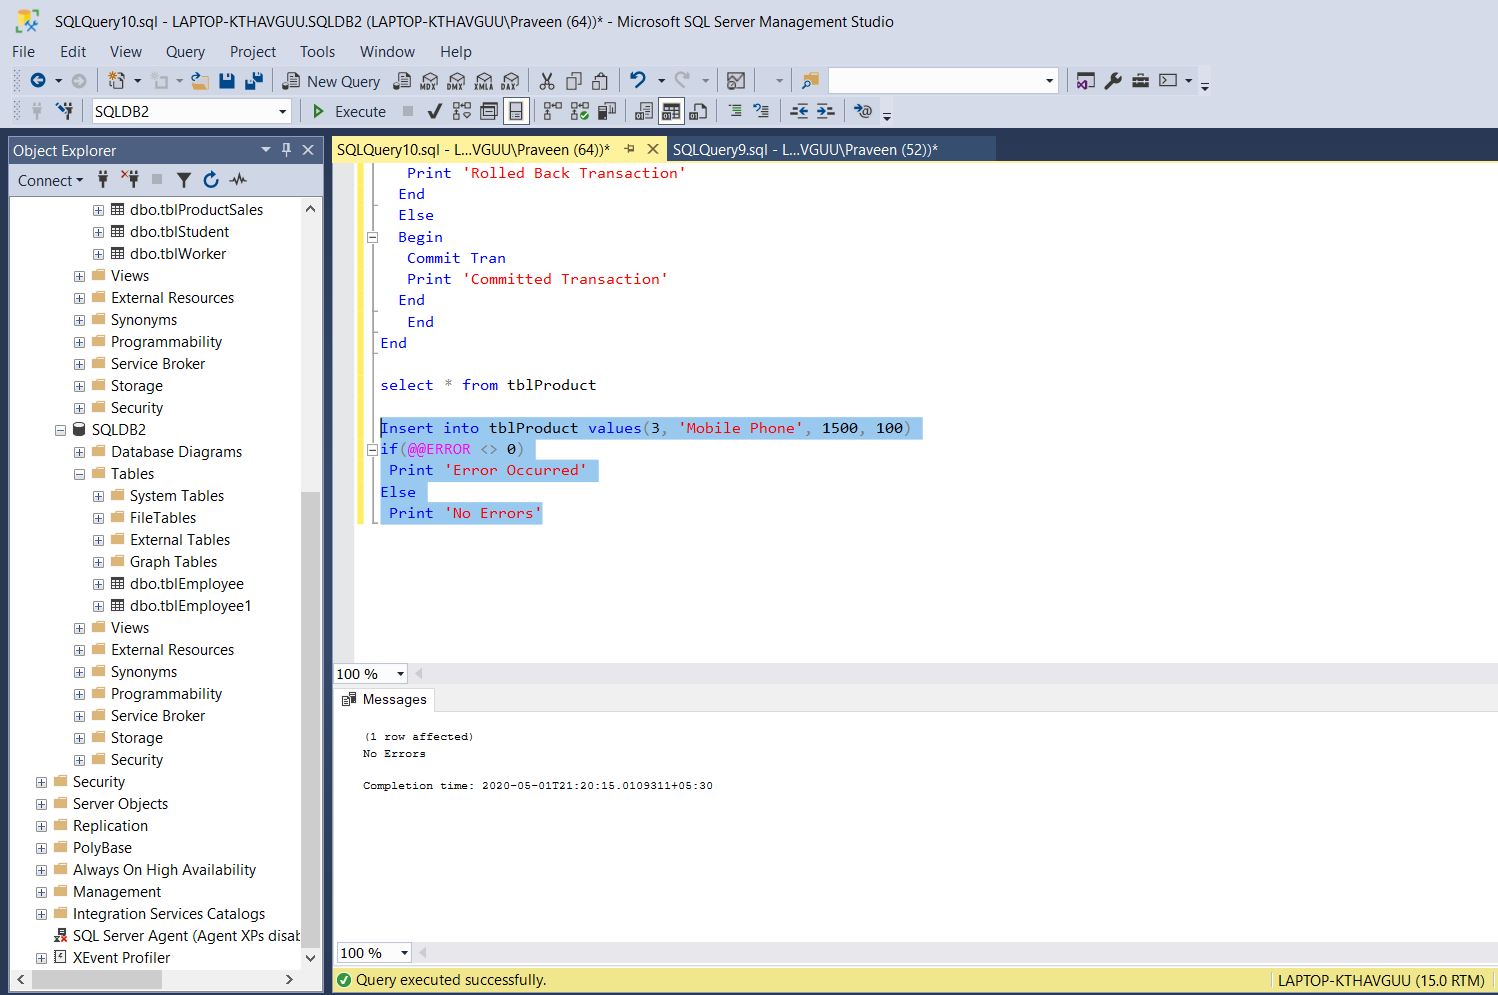 SQLQuery10.sql - LAPTOP-KTHAVGUU.SQLDB2 (LAPTOP-KTHAVGUU\Praveen (64))* - Microsoft SQL Server Management Studio
File Edit View Query Project Tools Window Help
New Query MDX DMX XMLA DAX
SQLDB2 Execute
Object Explorer
Connect
dbo.tblProductSales
dbo.tblStudent
dbo.tblWorker
Views
External Resources
Synonyms
Programmability
Service Broker
Storage
Security
SQLDB2
Database Diagrams
Tables
System Tables
FileTables
External Tables
Graph Tables
dbo.tblEmployee
dbo.tblEmployee1
Views
External Resources
Synonyms
Programmability
Service Broker
Storage
Security
Security
Server Objects
Replication
PolyBase
Always On High Availability
Management
Integration Services Catalogs
SQL Server Agent (Agent XPs disab
XEvent Profiler
SQLQuery10.sql - L...VGUU\Praveen (64))* SQLQuery9.sql - L...VGUU\Praveen (52))*
Print 'Rolled Back Transaction'
End
Else
Begin
Commit Tran
Print 'Committed Transaction'
End
End
End
select * from tblProduct
Insert into tblProduct values(3, 'Mobile Phone', 1500, 100)
if(@@ERROR <> 0)
Print 'Error Occurred'
Else
Print 'No Errors'
100 %
Messages
(1 row affected)
No Errors
Completion time: 2020-05-01T21:20:15.0109311+05:30
100 %
Query executed successfully. LAPTOP-KTHAVGUU (15.0 RTM)